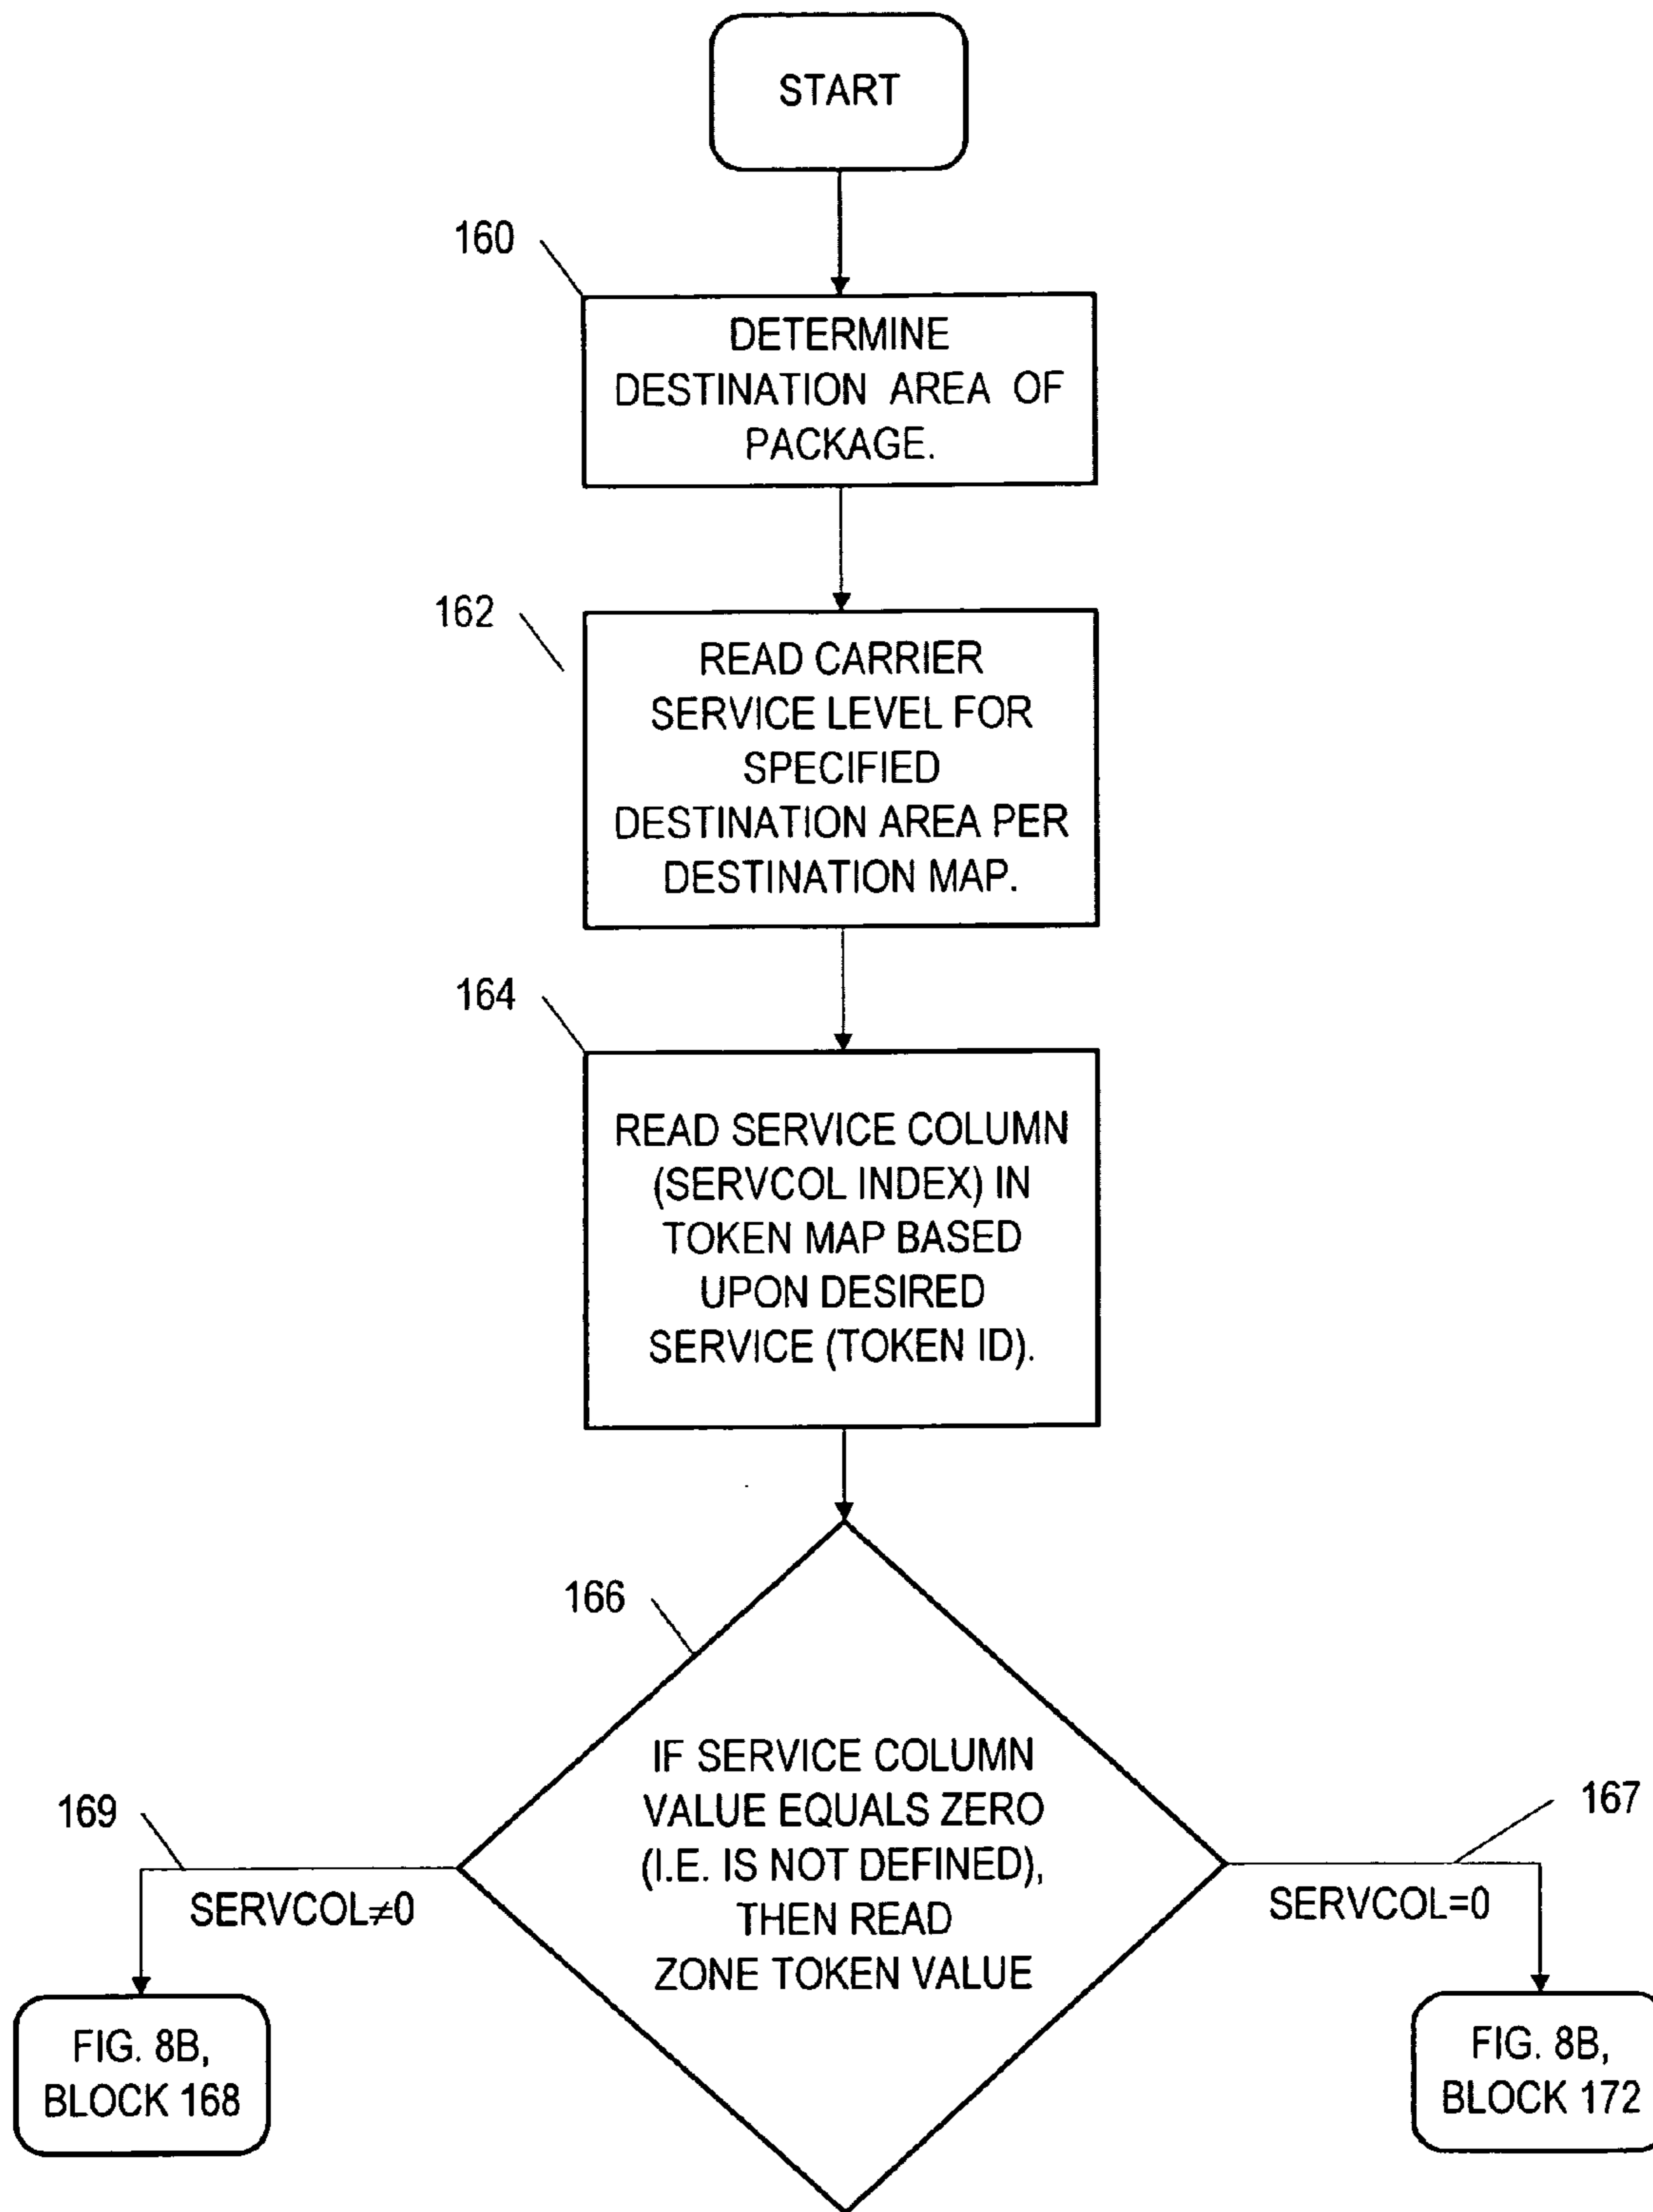 START
160
DETERMINE
DESTINATION AREA OF
PACKAGE.
162
READ CARRIER
SERVICE LEVEL FOR
SPECIFIED
DESTINATION AREA PER
DESTINATION MAP.
164
READ SERVICE COLUMN
(SERVCOL INDEX) IN
TOKEN MAP BASED
UPON DESIRED
SERVICE (TOKEN ID).
166
IF SERVICE COLUMN
VALUE EQUALS ZERO
(I.E. IS NOT DEFINED),
THEN READ
ZONE TOKEN VALUE
169
SERVCOL≠0
167
SERVCOL=0
FIG. 8B,
BLOCK 168
FIG. 8B,
BLOCK 172